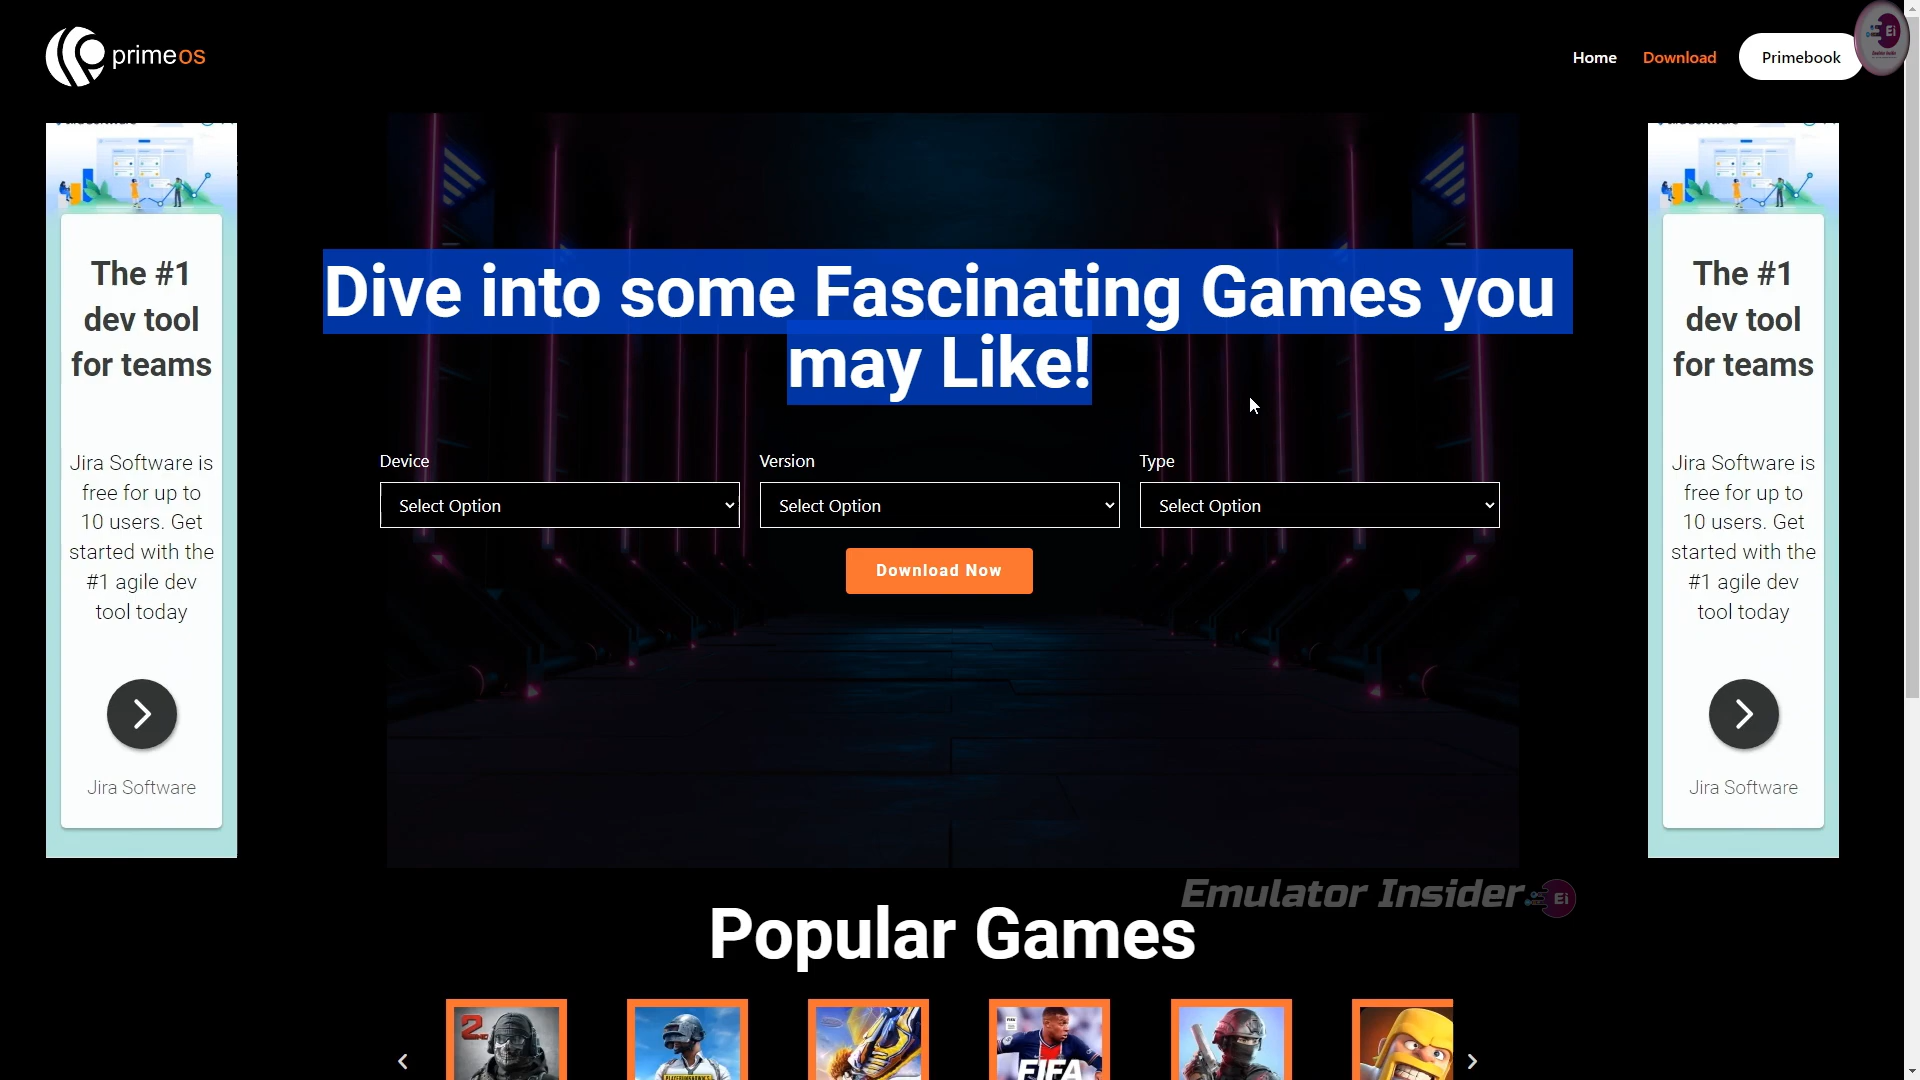 primeos
Home
Download
Primebook
Ei
The #1
dev tool
for teams
Jira Software is
free for up to
10 users. Get
started with the
#1 agile dev
tool today
Jira Software
Dive into some Fascinating Games you
may Like!
Device
Version
Type
Select Option
Select Option
Select Option
Download Now
The #1
dev tool
for teams
Jira Software is
free for up to
10 users. Get
started with the
#1 agile dev
tool today
Jira Software
Emulator Insider
Ei
Popular Games
2
FIFA